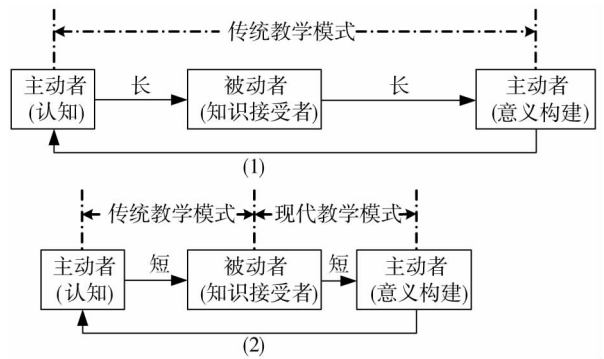 传统教学模式
主动者
(认知)
长
被动者
(知识接受者)
长
主动者
(意义构建)
(1)
传统教学模式
现代教学模式
主动者
(认知)
短
被动者
(知识接受者)
短
主动者
(意义构建)
(2)